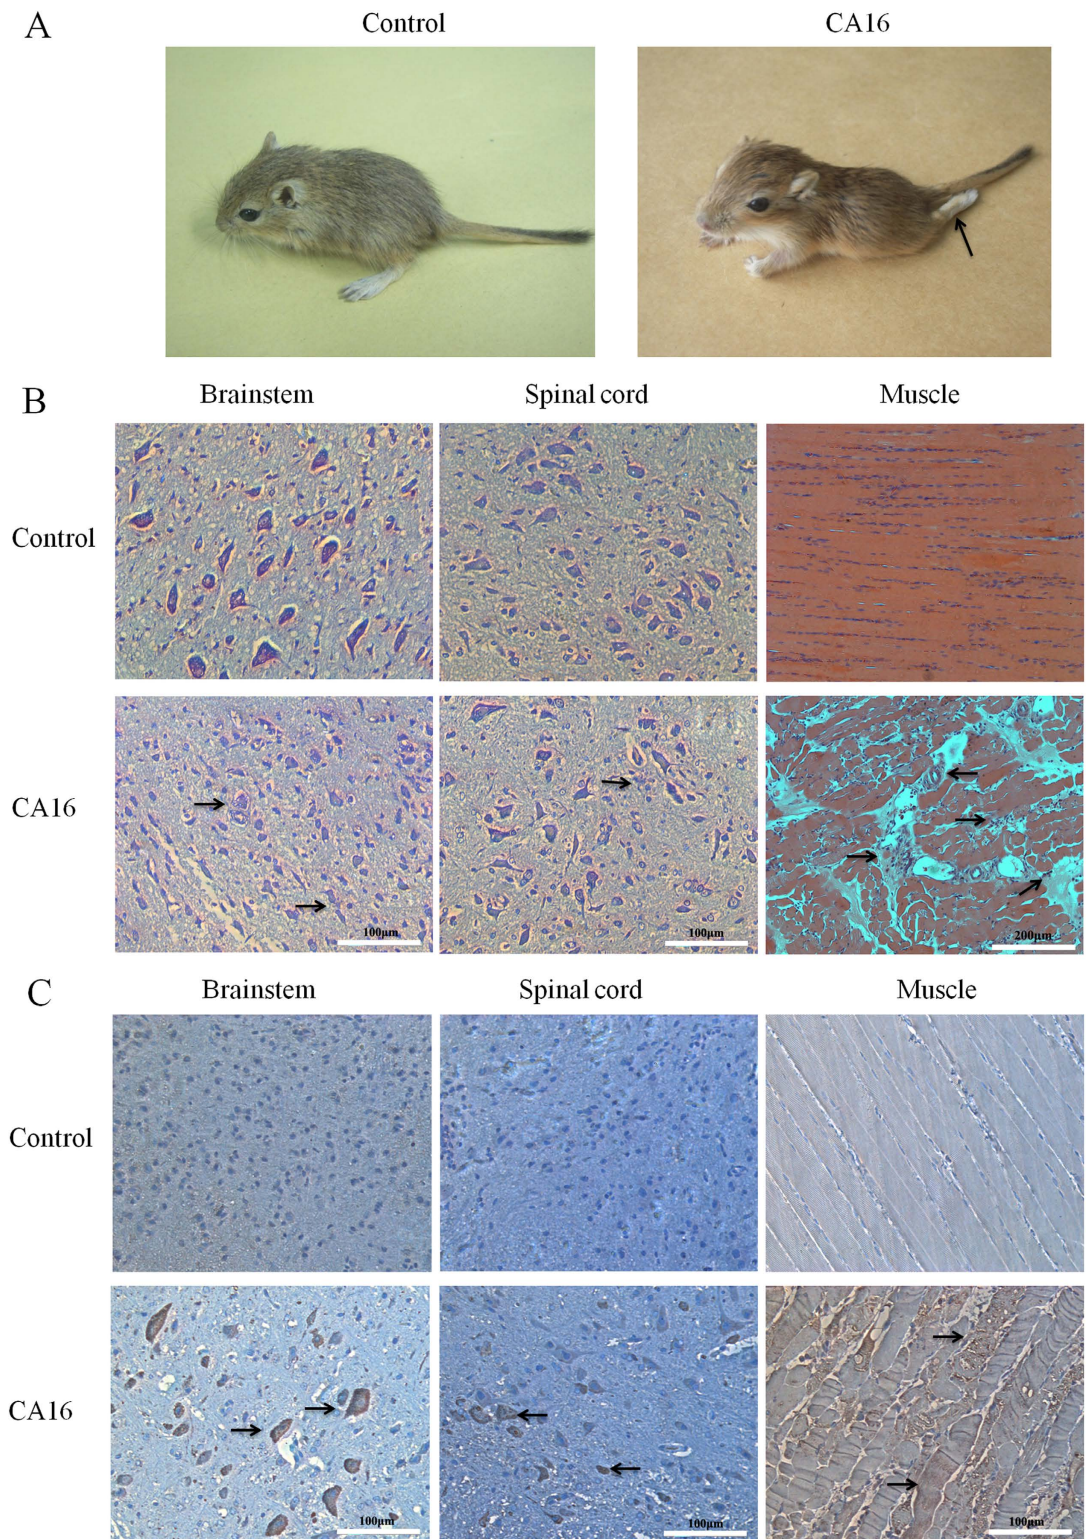 A
Control
CA16
B
Brainstem
Spinal cord
Muscle
Control
CA16
100μm
100μm
200μm
C
Brainstem
Spinal cord
Muscle
Control
CA16
100μm
100μm
100μm